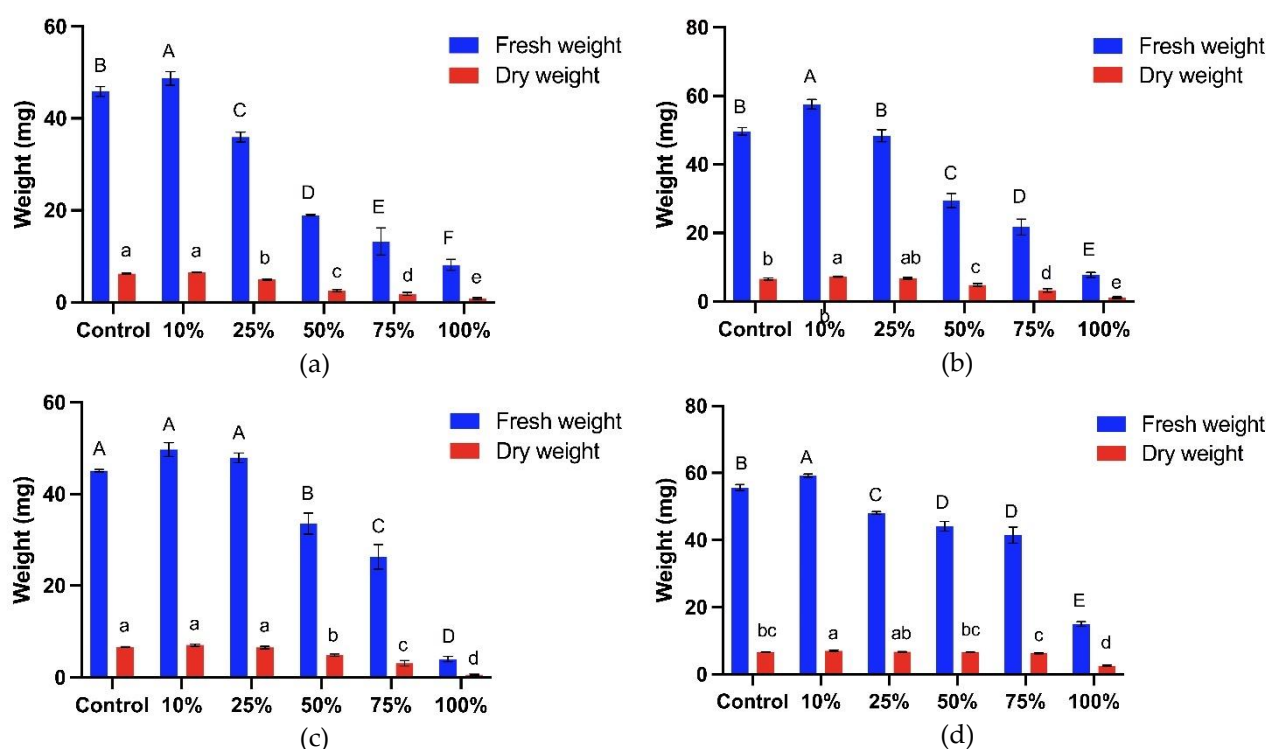 60
40
20
0
Weight (mg)
Fresh weight
Dry weight
B
a
A
a
C
b
D
c
E
d
F
e
Control 10% 25% 50% 75% 100%
(a)
80
60
40
20
0
Weight (mg)
Fresh weight
Dry weight
B
b
A
a
B
ab
C
c
D
d
E
e
Control 10% 25% 50% 75% 100%
b
(b)
60
40
20
0
Weight (mg)
Fresh weight
Dry weight
A
a
A
a
A
a
B
b
C
c
D
d
Control 10% 25% 50% 75% 100%
(c)
80
60
40
20
0
Weight (mg)
Fresh weight
Dry weight
B
bc
A
a
C
ab
D
bc
D
c
E
d
Control 10% 25% 50% 75% 100%
(d)